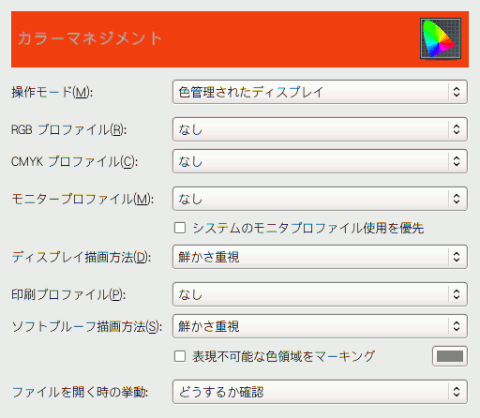 カラーマネジメント
操作モード(M): 色管理されたディスプレイ
RGB プロファイル(R): なし
CMYK プロファイル(C): なし
モニタープロファイル(M): なし
システムのモニタプロファイル使用を優先
ディスプレイ描画方法(D): 鮮かさ重視
印刷プロファイル(P): なし
ソフトプルーフ描画方法(S): 鮮かさ重視
表現不可能な色領域をマーキング
ファイルを開く時の挙動: どうするか確認